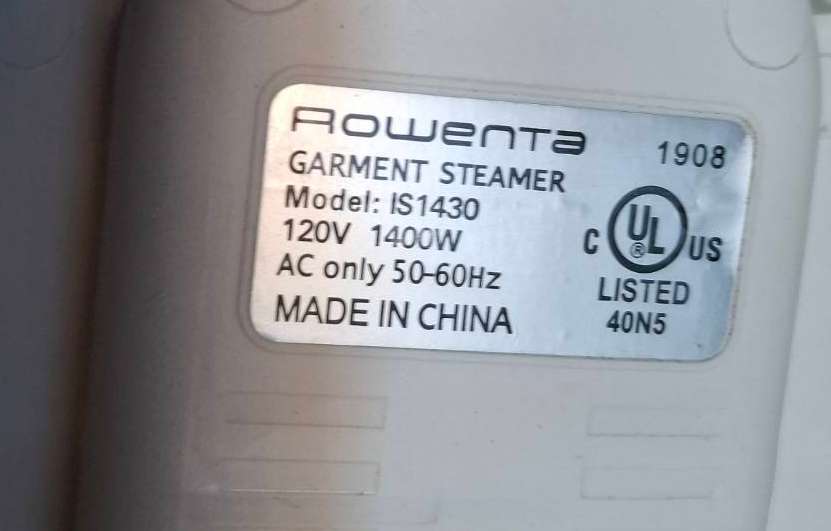 Rowenta
1908
GARMENT STEAMER
Model: IS1430
120V 1400W
AC only 50-60Hz
MADE IN CHINA
C UL® US
LISTED
40N5